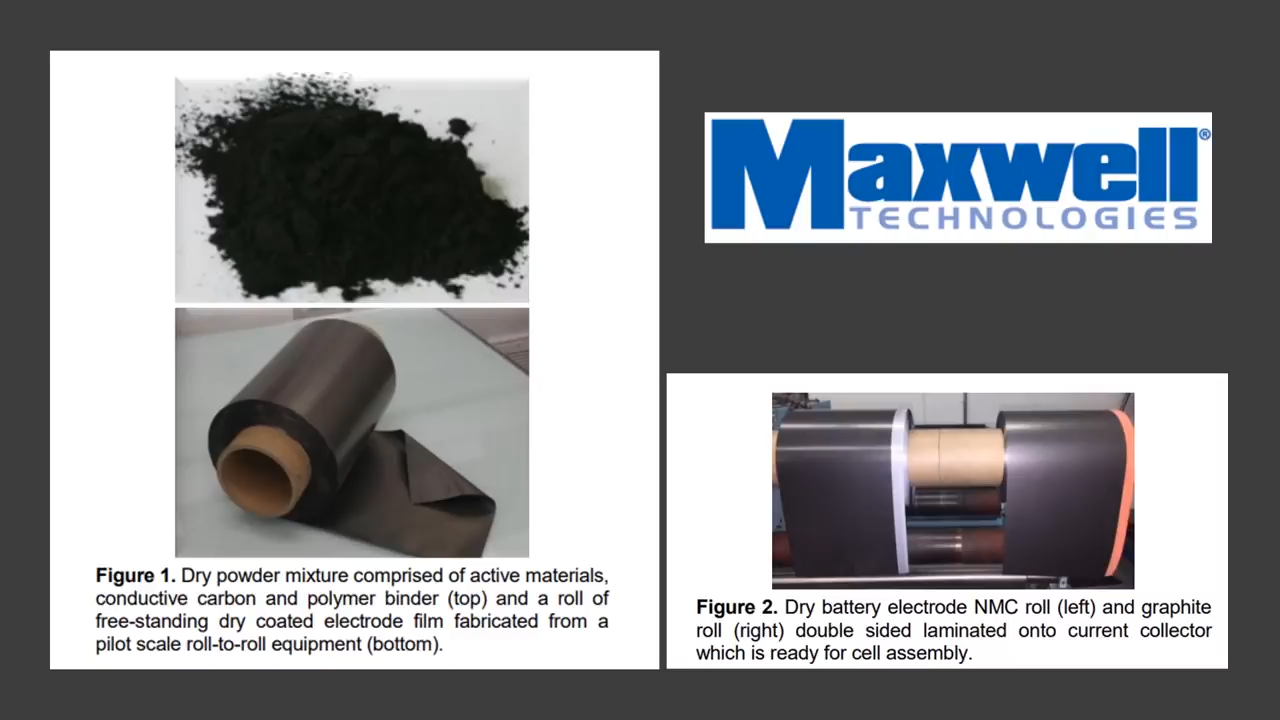 Figure 1. Dry powder mixture comprised of active materials,
conductive carbon and polymer binder (top) and a roll of
free-standing dry coated electrode film fabricated from a
pilot scale roll-to-roll equipment (bottom).
Maxwell®
TECHNOLOGIES
Figure 2. Dry battery electrode NMC roll (left) and graphite
roll (right) double sided laminated onto current collector
which is ready for cell assembly.